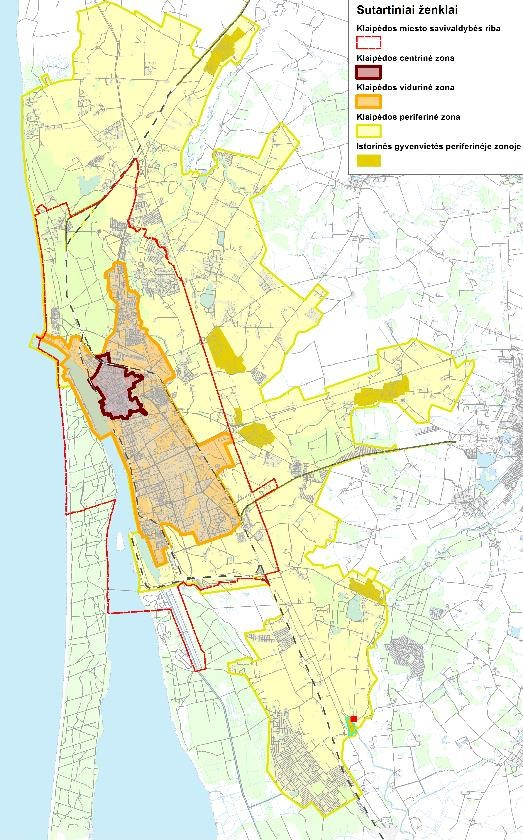 Sutartiniai ženklai
Klaipėdos miesto savivaldybės riba
Klaipėdos centrinė zona
Klaipėdos vidurinė zona
Klaipėdos periferinė zona
Istorinės gyvenvietės periferinėje zonoje